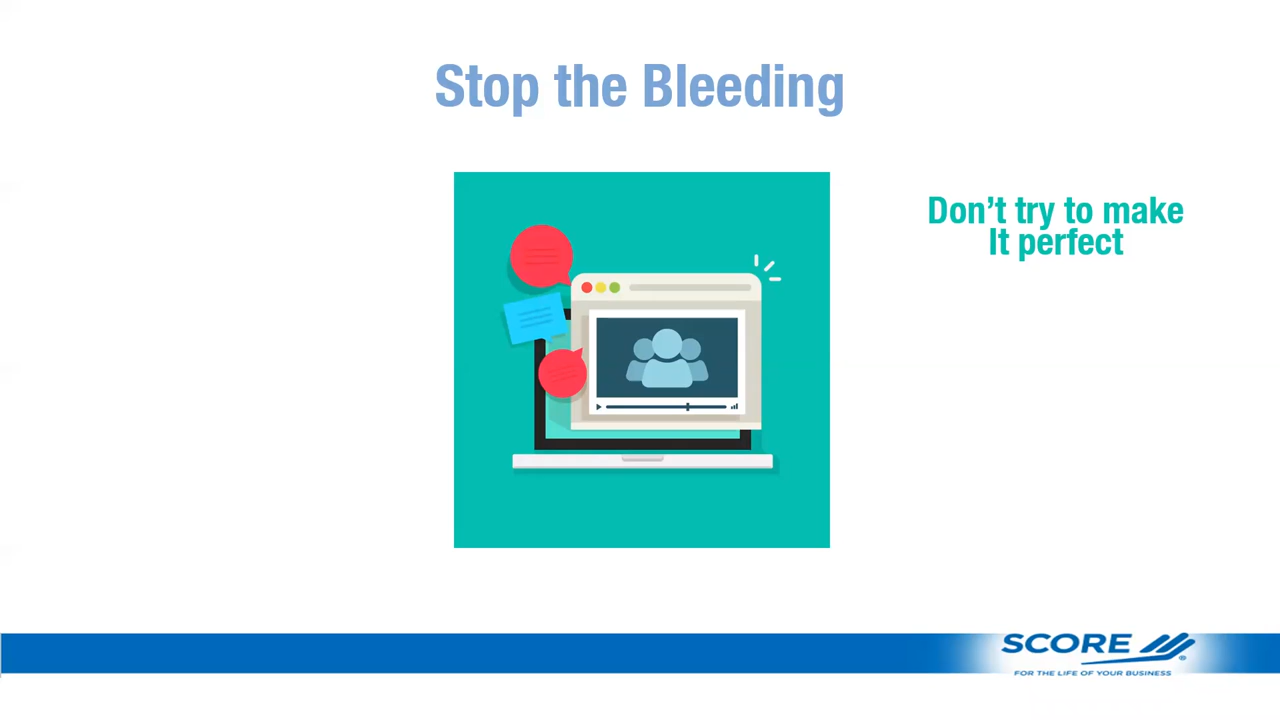 Stop the Bleeding
Don't try to make
It perfect
SCORE
FOR THE LIFE OF YOUR BUSINESS